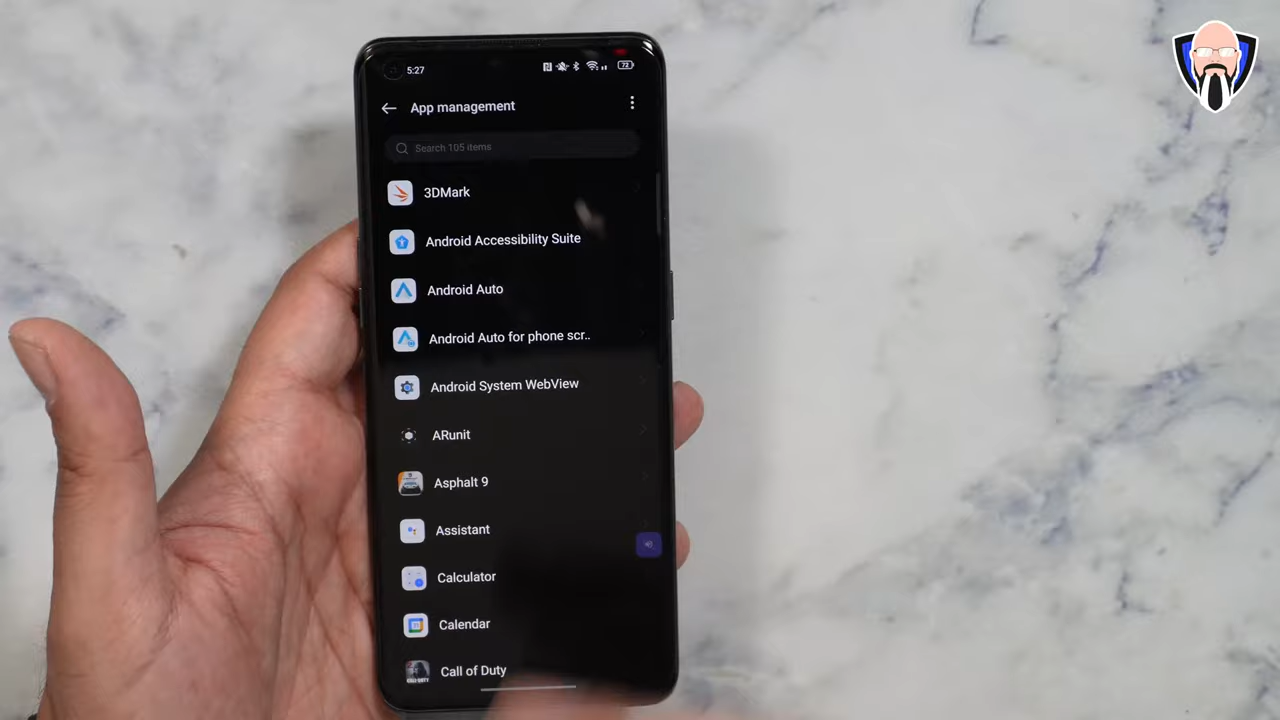 5:27
72
App management
Search 105 items
3DMark
Android Accessibility Suite
Android Auto
Android Auto for phone scr..
Android System WebView
ARunit
Asphalt 9
Assistant
Calculator
Calendar
Call of Duty